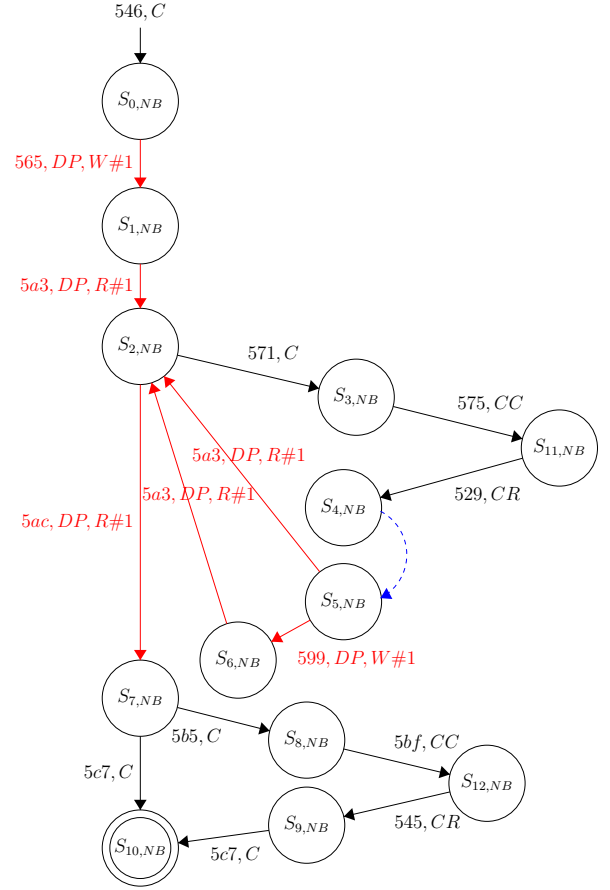 546, C
S0,NB
565, DP, W#1
S1,NB
5a3, DP, R#1
S2,NB
571, C
S3,NB
575, CC
S11,NB
5a3, DP, R#1
529, CR
5a3, DP, R#1
S4,NB
5ac, DP, R#1
S5,NB
599, DP, W#1
S6,NB
S7,NB
5b5, C
S8,NB
5bf, CC
5c7, C
S12,NB
545, CR
S9,NB
5c7, C
S10,NB